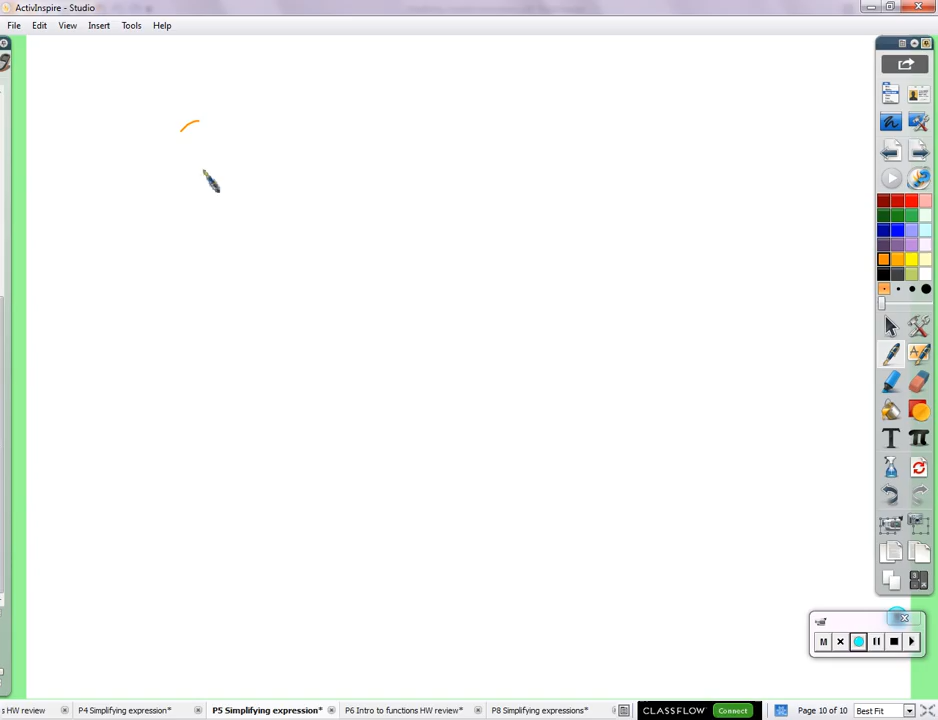 ActivInspire - Studio
File Edit View Insert Tools Help
s HW review P4 Simplifying expression* P5 Simplifying expression* P6 Intro to functions HW review* P8 Simplifying expressions* CLASSFLOW Connect Page 10 of 10 Best Fit
M